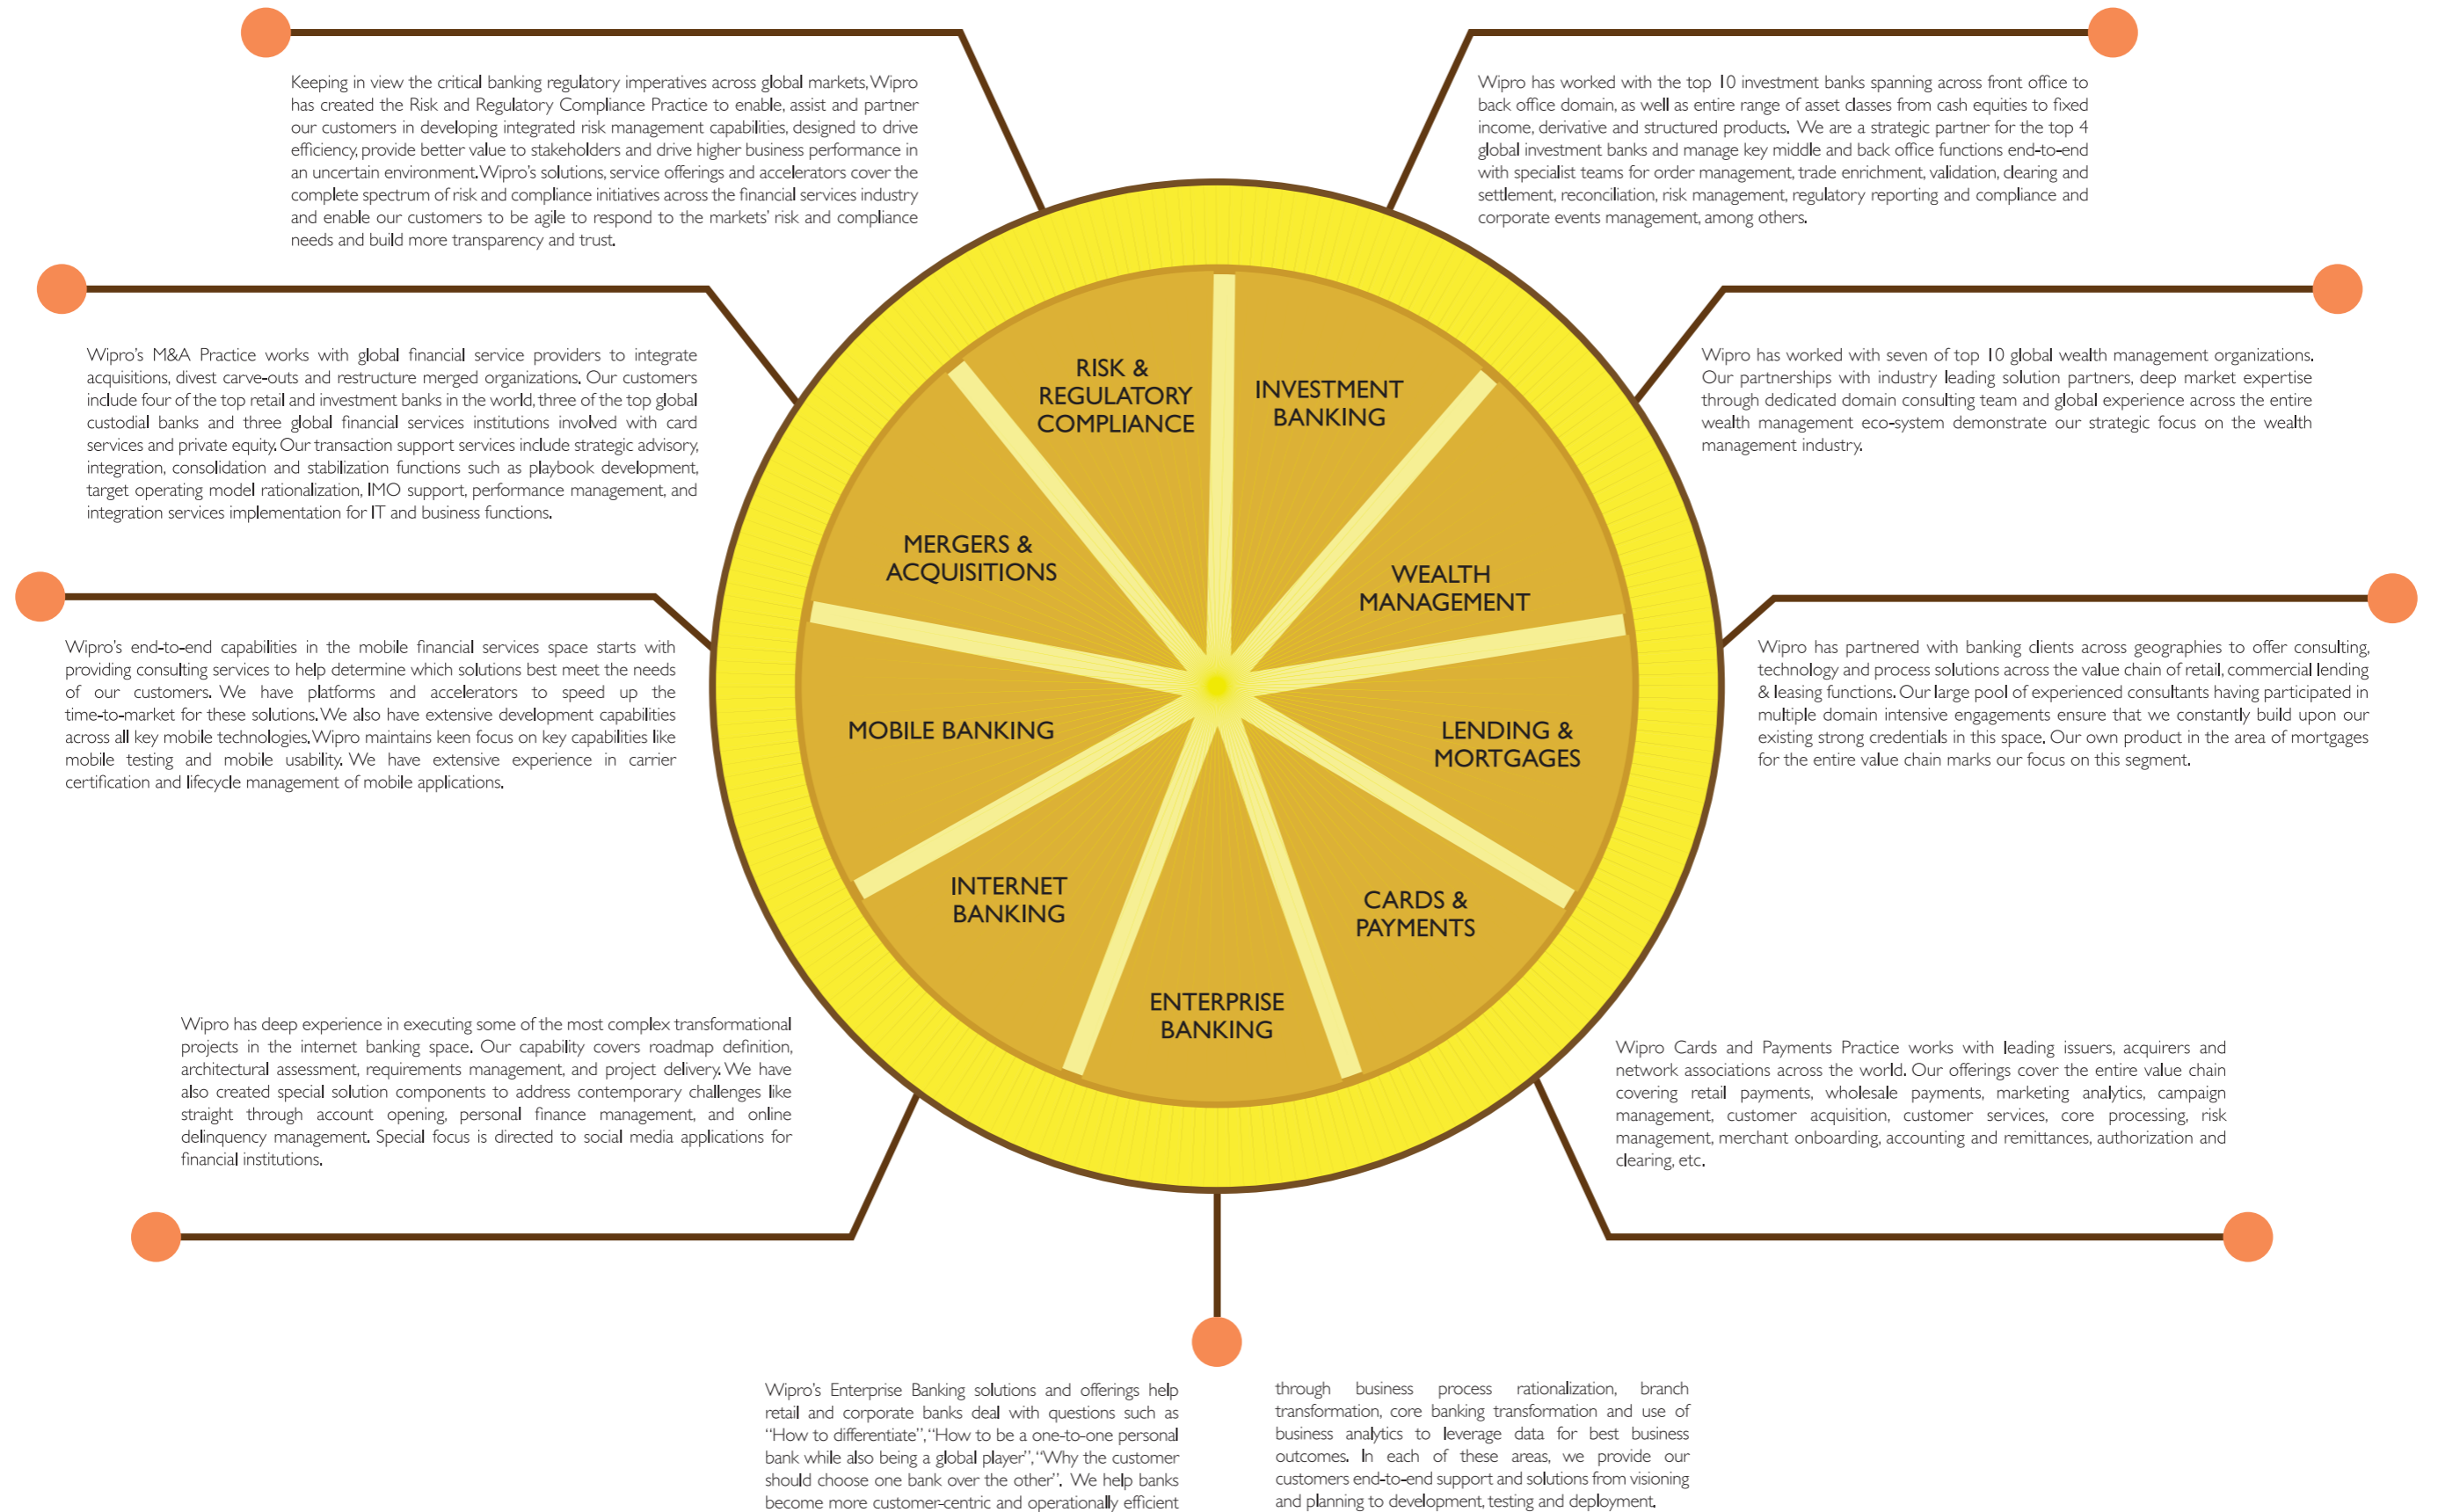 Keeping in view the critical banking regulatory imperatives across global markets, Wipro
has created the Risk and Regulatory Compliance Practice to enable, assist and partner
our customers in developing integrated risk management capabilities, designed to drive
efficiency, provide better value to stakeholders and drive higher business performance in
an uncertain environment. Wipro’s solutions, service offerings and accelerators cover the
complete spectrum of risk and compliance initiatives across the financial services industry
and enable our customers to be agile to respond to the markets’ risk and compliance
needs and build more transparency and trust.
Wipro has worked with the top 10 investment banks spanning across front office to
back office domain, as well as entire range of asset classes from cash equities to fixed
income, derivative and structured products. We are a strategic partner for the top 4
global investment banks and manage key middle and back office functions end-to-end
with specialist teams for order management, trade enrichment, validation, clearing and
settlement, reconciliation, risk management, regulatory reporting and compliance and
corporate events management, among others.
Wipro’s M&A Practice works with global financial service providers to integrate
acquisitions, divest carve-outs and restructure merged organizations. Our customers
include four of the top retail and investment banks in the world, three of the top global
custodial banks and three global financial services institutions involved with card
services and private equity. Our transaction support services include strategic advisory,
integration, consolidation and stabilization functions such as playbook development,
target operating model rationalization, IMO support, performance management, and
integration services implementation for IT and business functions.
Wipro has worked with seven of top 10 global wealth management organizations.
Our partnerships with industry leading solution partners, deep market expertise
through dedicated domain consulting team and global experience across the entire
wealth management eco-system demonstrate our strategic focus on the wealth
management industry.
RISK &
REGULATORY
COMPLIANCE
INVESTMENT
BANKING
MERGERS &
ACQUISITIONS
WEALTH
MANAGEMENT
MOBILE BANKING
LENDING &
MORTGAGES
INTERNET
BANKING
CARDS &
PAYMENTS
ENTERPRISE
BANKING
Wipro’s end-to-end capabilities in the mobile financial services space starts with
providing consulting services to help determine which solutions best meet the needs
of our customers. We have platforms and accelerators to speed up the
time-to-market for these solutions. We also have extensive development capabilities
across all key mobile technologies. Wipro maintains keen focus on key capabilities like
mobile testing and mobile usability. We have extensive experience in carrier
certification and lifecycle management of mobile applications.
Wipro has partnered with banking clients across geographies to offer consulting,
technology and process solutions across the value chain of retail, commercial lending
& leasing functions. Our large pool of experienced consultants having participated in
multiple domain intensive engagements ensure that we constantly build upon our
existing strong credentials in this space. Our own product in the area of mortgages
for the entire value chain marks our focus on this segment.
Wipro has deep experience in executing some of the most complex transformational
projects in the internet banking space. Our capability covers roadmap definition,
architectural assessment, requirements management, and project delivery. We have
also created special solution components to address contemporary challenges like
straight through account opening, personal finance management, and online
delinquency management. Special focus is directed to social media applications for
financial institutions.
Wipro Cards and Payments Practice works with leading issuers, acquirers and
network associations across the world. Our offerings cover the entire value chain
covering retail payments, wholesale payments, marketing analytics, campaign
management, customer acquisition, customer services, core processing, risk
management, merchant onboarding, accounting and remittances, authorization and
clearing, etc.
Wipro’s Enterprise Banking solutions and offerings help
retail and corporate banks deal with questions such as
“How to differentiate”, “How to be a one-to-one personal
bank while also being a global player”, “Why the customer
should choose one bank over the other”. We help banks
become more customer-centric and operationally efficient
through business process rationalization, branch
transformation, core banking transformation and use of
business analytics to leverage data for best business
outcomes. In each of these areas, we provide our
customers end-to-end support and solutions from visioning
and planning to development, testing and deployment.